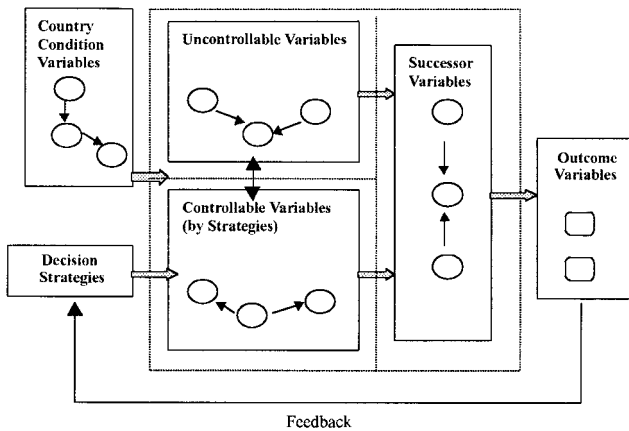 Country
Condition
Variables
Uncontrollable Variables
Successor
Variables
Outcome
Variables
Controllable Variables
(by Strategies)
Decision
Strategies
Feedback